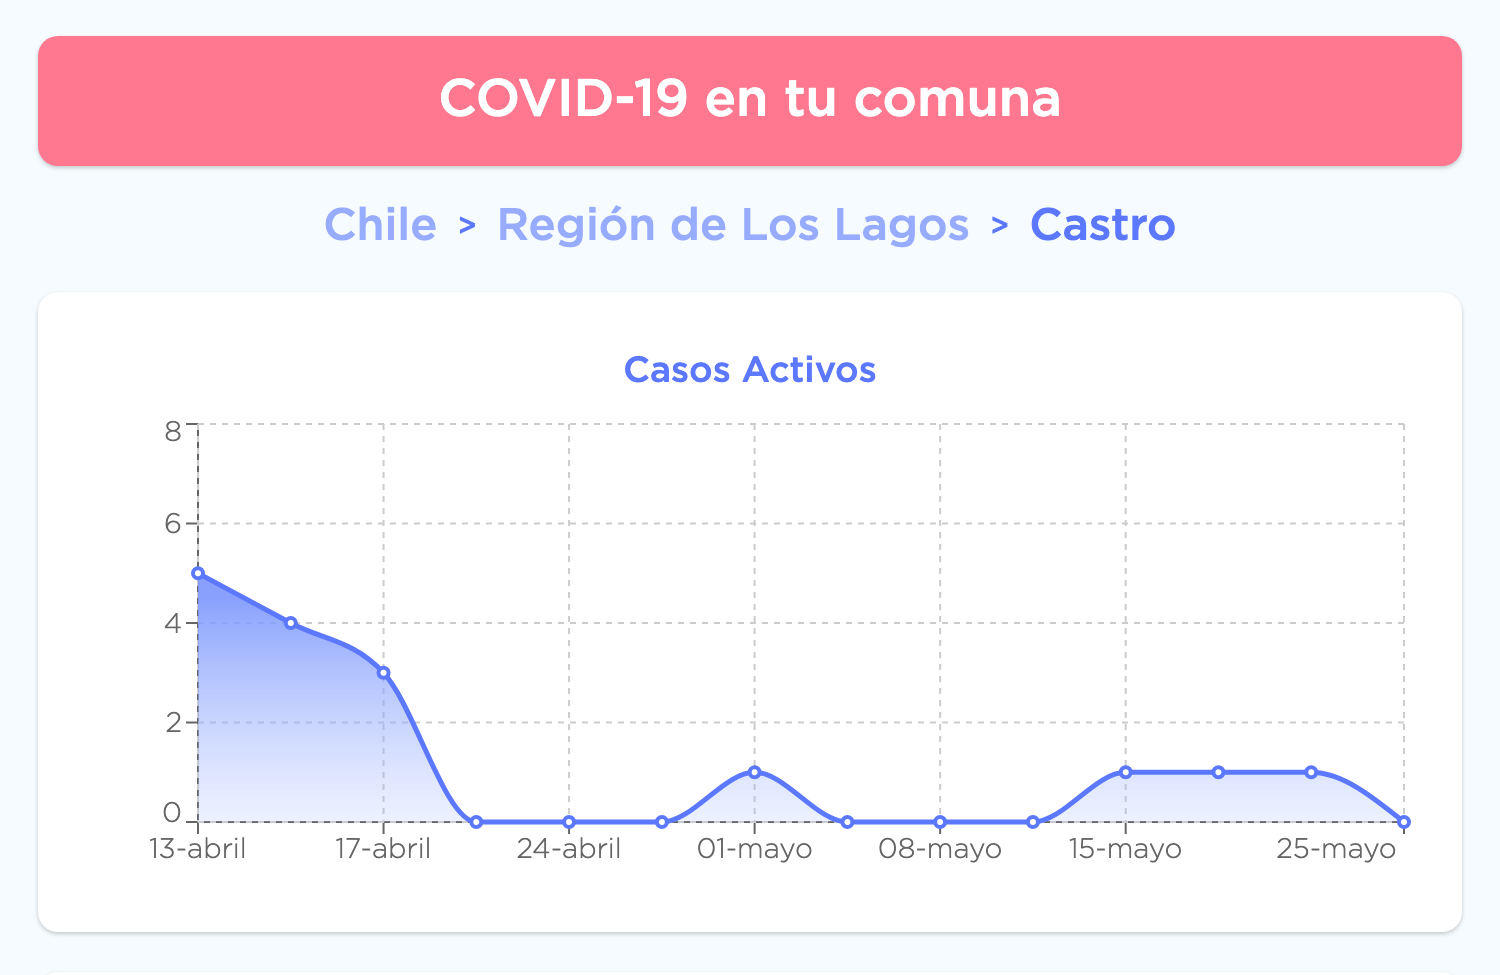 COVID-19 en tu comuna
Chile > Región de Los Lagos > Castro
Casos Activos
8
6
4
2
0
13-abril 17-abril 24-abril 01-mayo 08-mayo 15-mayo 25-mayo